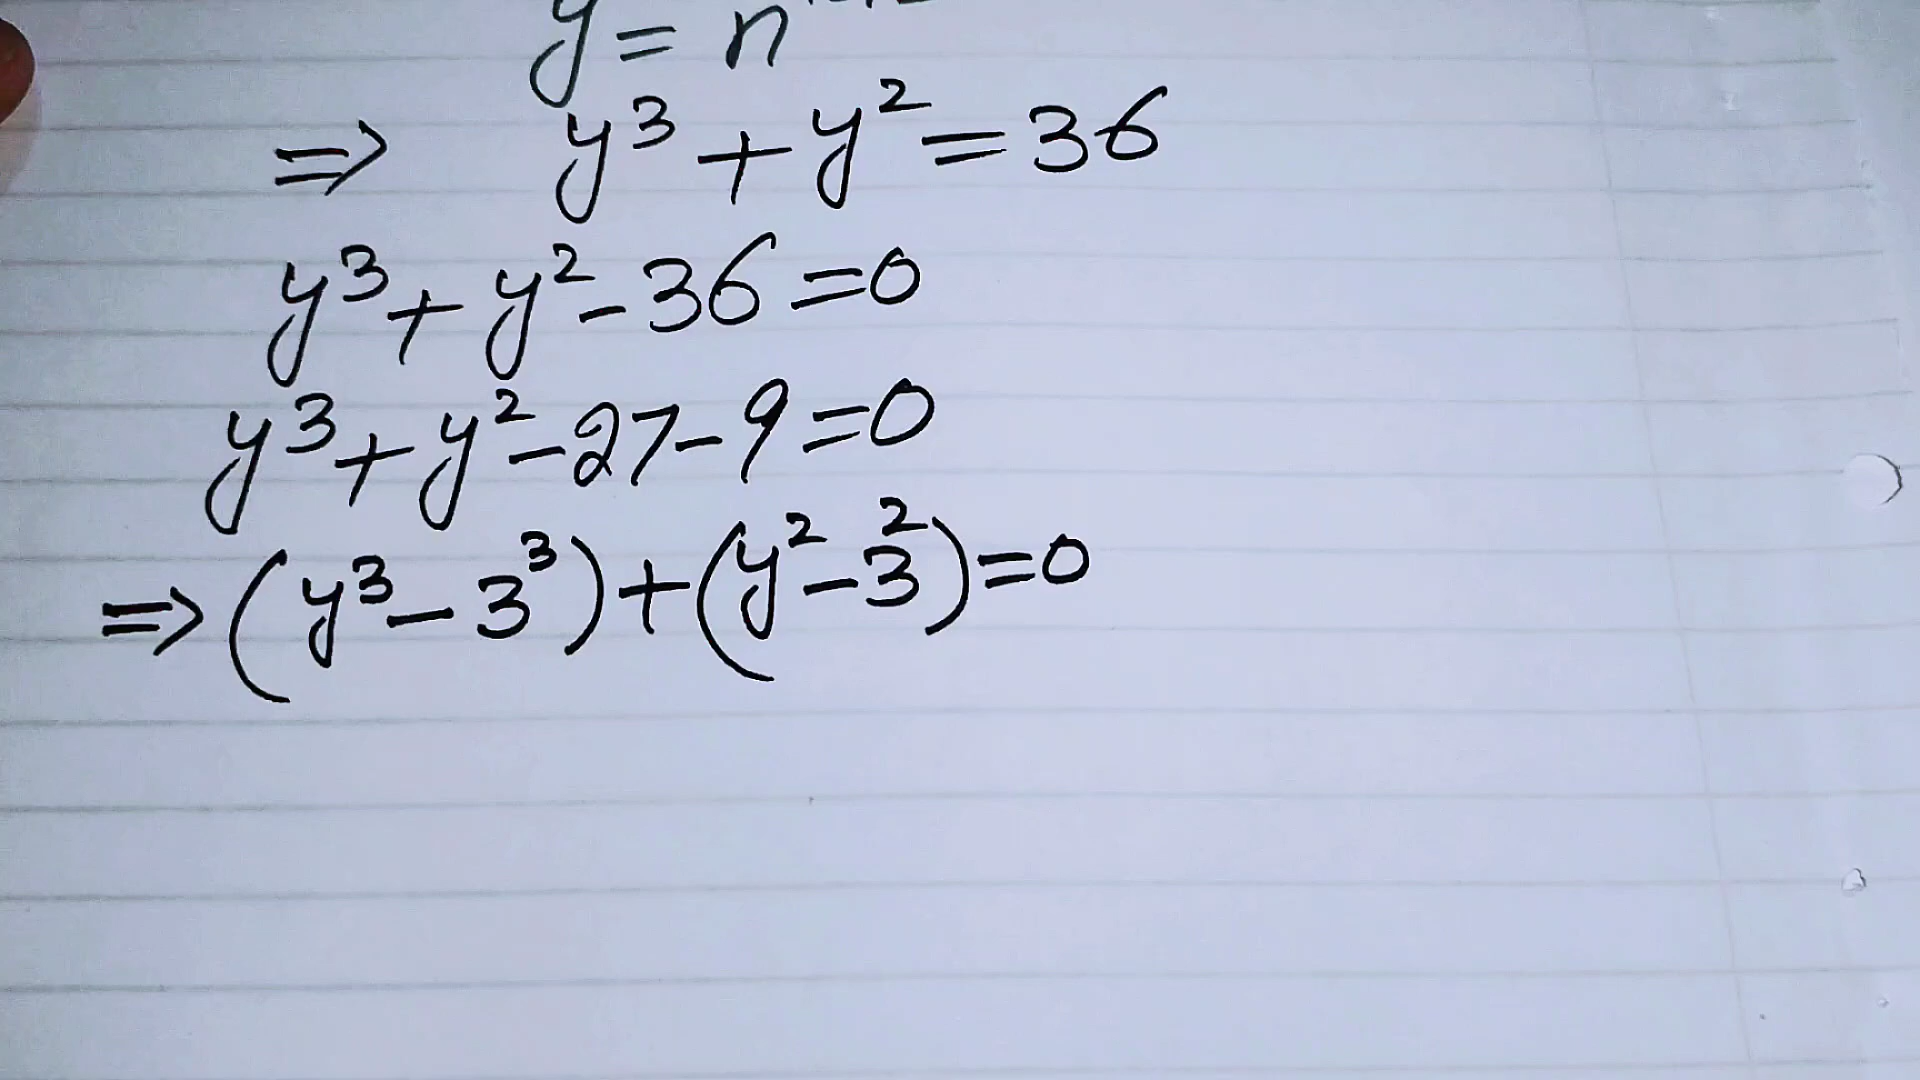 y = n
⇒ y³ + y² = 36
y³ + y² - 36 = 0
y³ + y² - 27 - 9 = 0
⇒ (y³ - 3³) + (y² - 3²) = 0